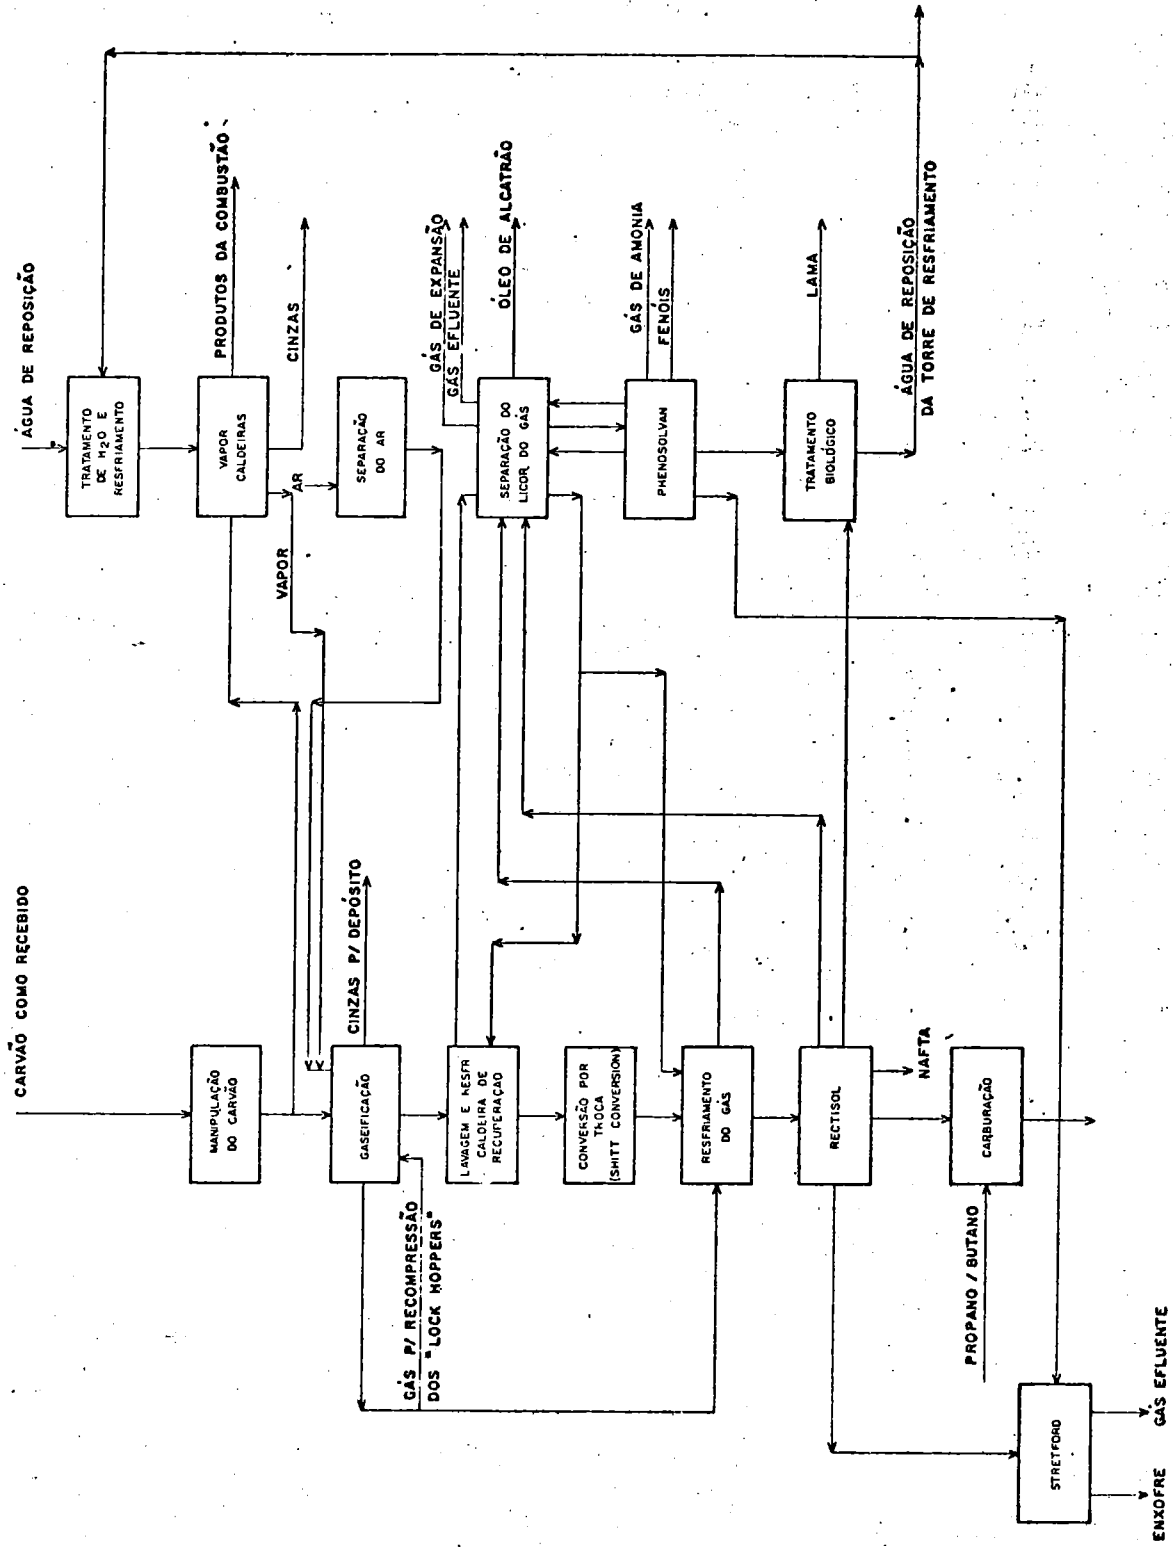 CARVÃO COMO RECEBIDO
MANIPULAÇÃO
DO CARVÃO
GASEIFICAÇÃO
CINZAS P/ DEPÓSITO
GÁS P/ RECOMPRESSÃO
DOS "LOCK HOPPERS"
LAVAGEM E RESFR
CALDEIRA DE
RECUPERAÇÃO
CONVERSÃO POR
TROCA
(SHITT CONVERSION)
RESFRIAMENTO
DO GÁS
RECTISOL
NAFTA
CARBURAÇÃO
PROPANO / BUTANO
STRETFORD
ENXOFRE
GÁS EFLUENTE
ÁGUA DE REPOSIÇÃO
TRATAMENTO
DE H2O E
RESFRIAMENTO
VAPOR
CALDEIRAS
PRODUTOS DA COMBUSTÃO
CINZAS
VAPOR
AR
SEPARAÇÃO
DO AR
GÁS DE EXPANSÃO
GÁS EFLUENTE
SEPARAÇÃO DO
LICOR DO GÁS
ÓLEO DE ALCATRÃO
PHENOSOLVAN
GÁS DE AMONIA
FENÓIS
TRATAMENTO
BIOLÓGICO
LAMA
ÁGUA DE REPOSIÇÃO
DA TORRE DE RESFRIAMENTO